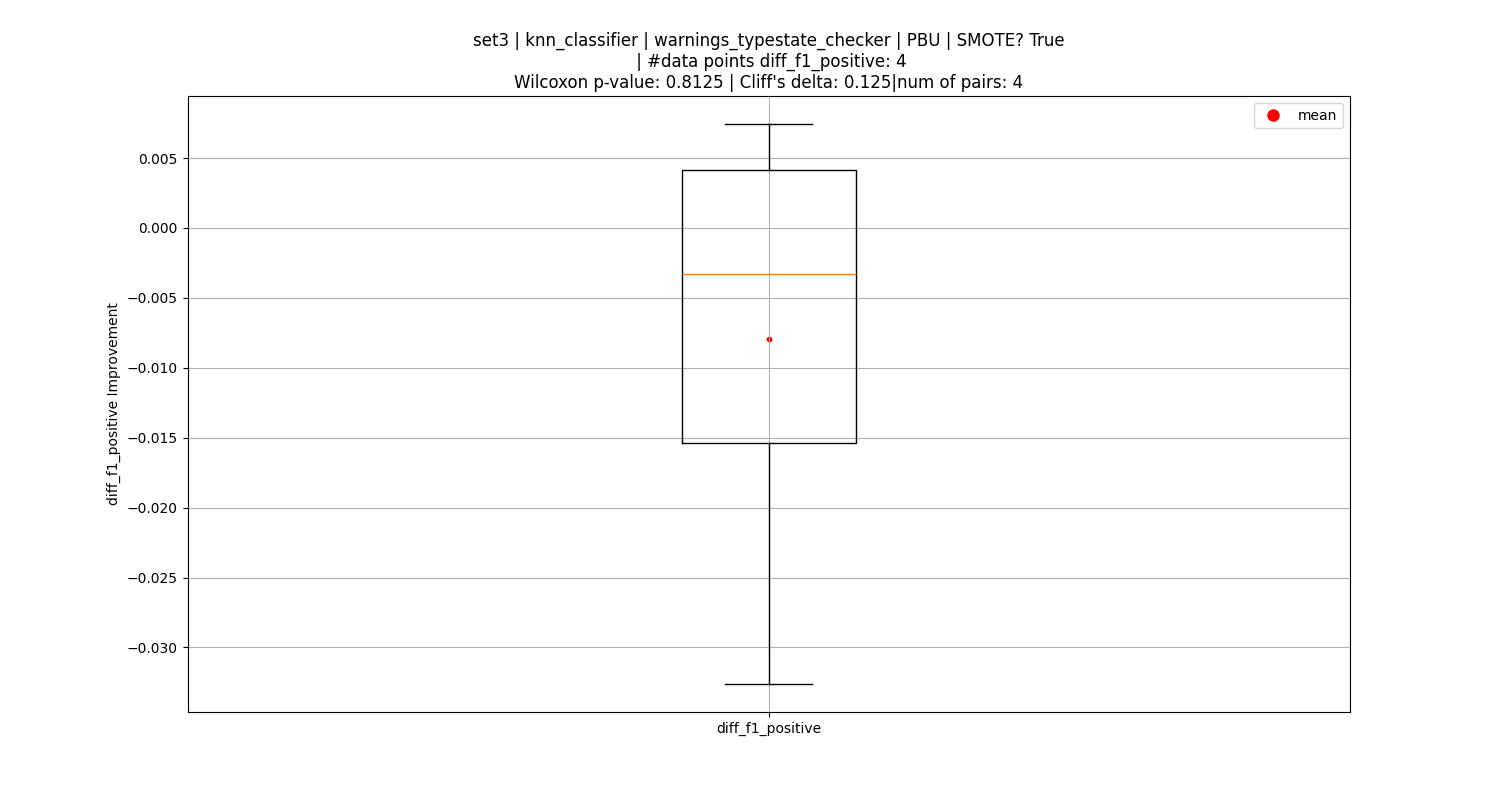 set3 | knn_classifier | warnings_typestate_checker | PBU | SMOTE? True
| #data points diff_f1_positive: 4
Wilcoxon p-value: 0.8125 | Cliff's delta: 0.125|num of pairs: 4
mean
0.005
0.000
−0.005
−0.010
−0.015
−0.020
−0.025
−0.030
diff_f1_positive Improvement
diff_f1_positive